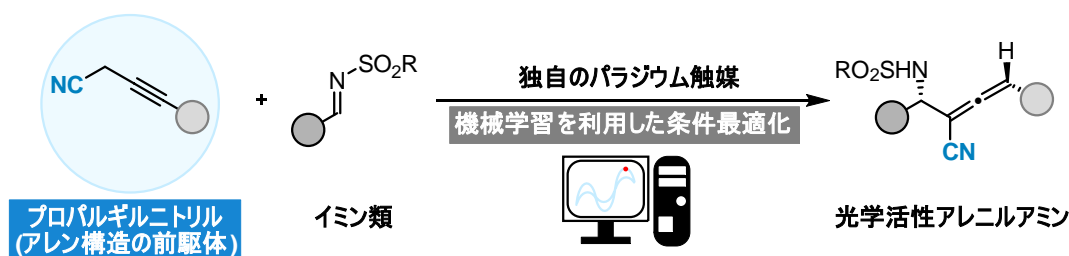 NC
プロパルギルニトリル
(アレン構造の前駆体)
+
N
SO2R
イミン類
独自のパラジウム触媒
機械学習を利用した条件最適化
RO2SHN
H
CN
光学活性アレニルアミン